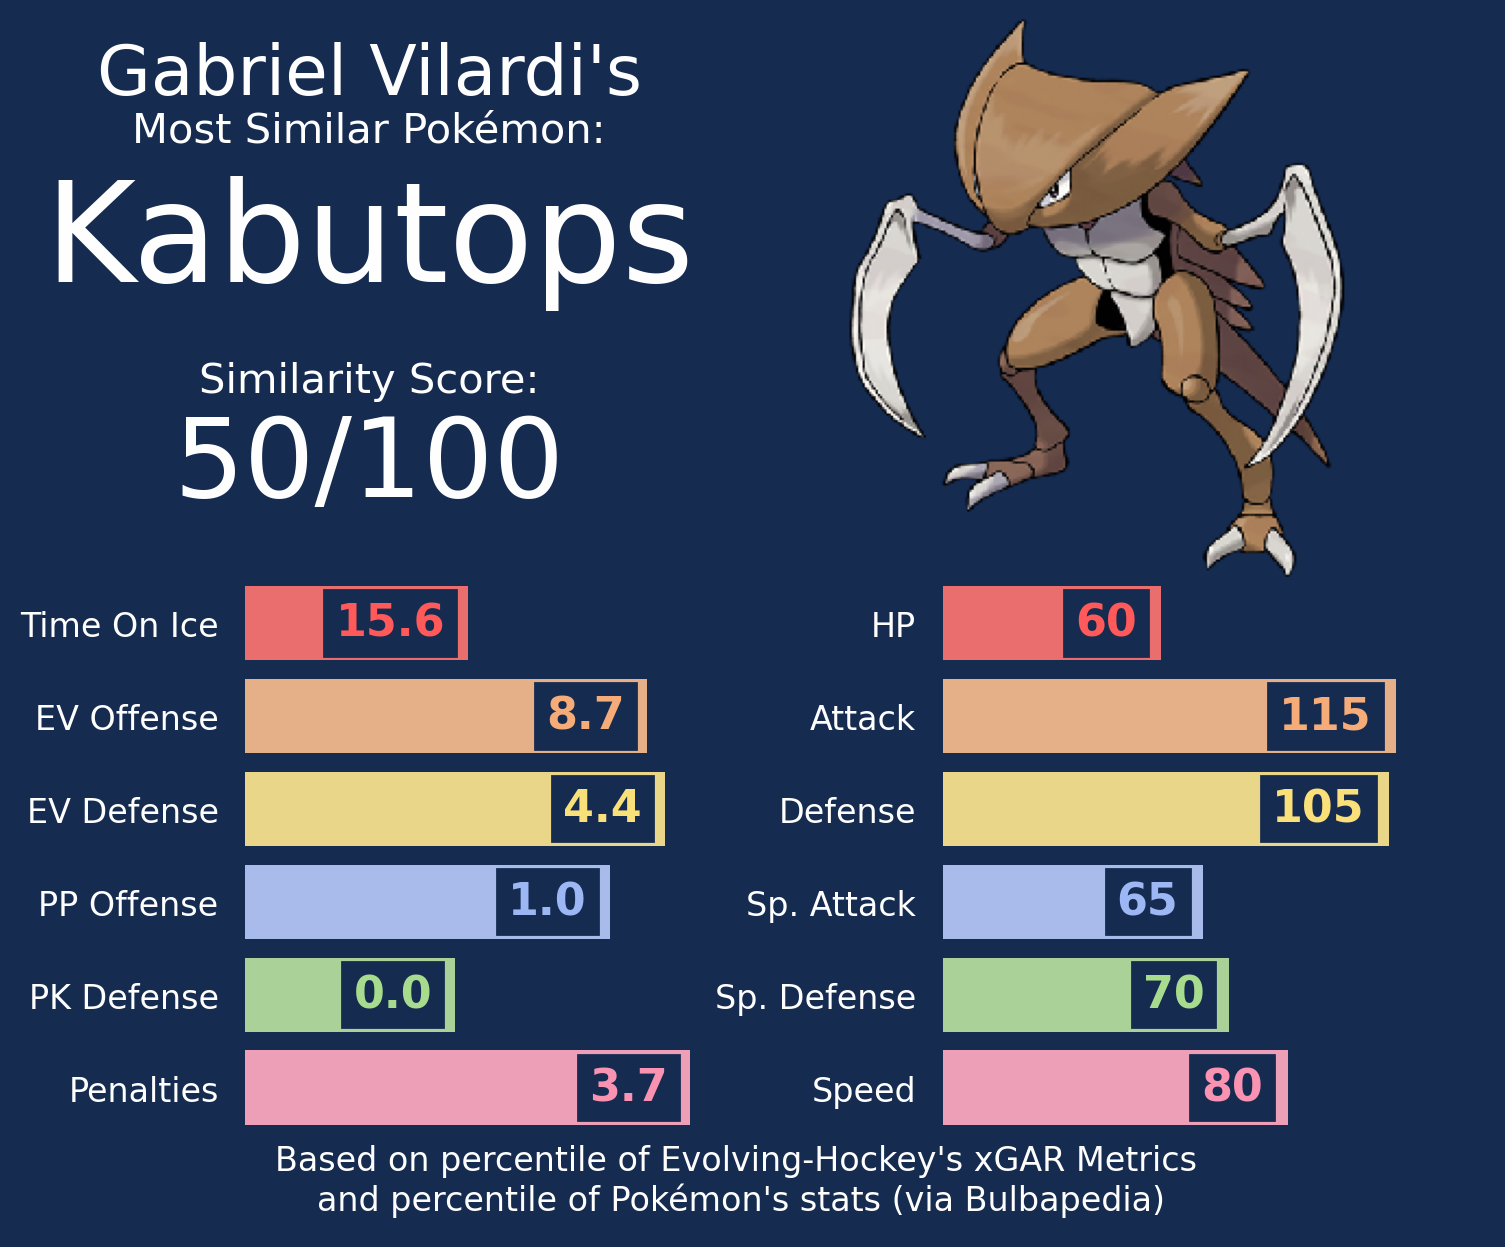 Gabriel Vilardi's
Most Similar Pokémon:
Kabutops
Similarity Score:
50/100
Time On Ice 15.6
EV Offense 8.7
EV Defense 4.4
PP Offense 1.0
PK Defense 0.0
Penalties 3.7
HP 60
Attack 115
Defense 105
Sp. Attack 65
Sp. Defense 70
Speed 80
Based on percentile of Evolving-Hockey's xGAR Metrics
and percentile of Pokémon's stats (via Bulbapedia)